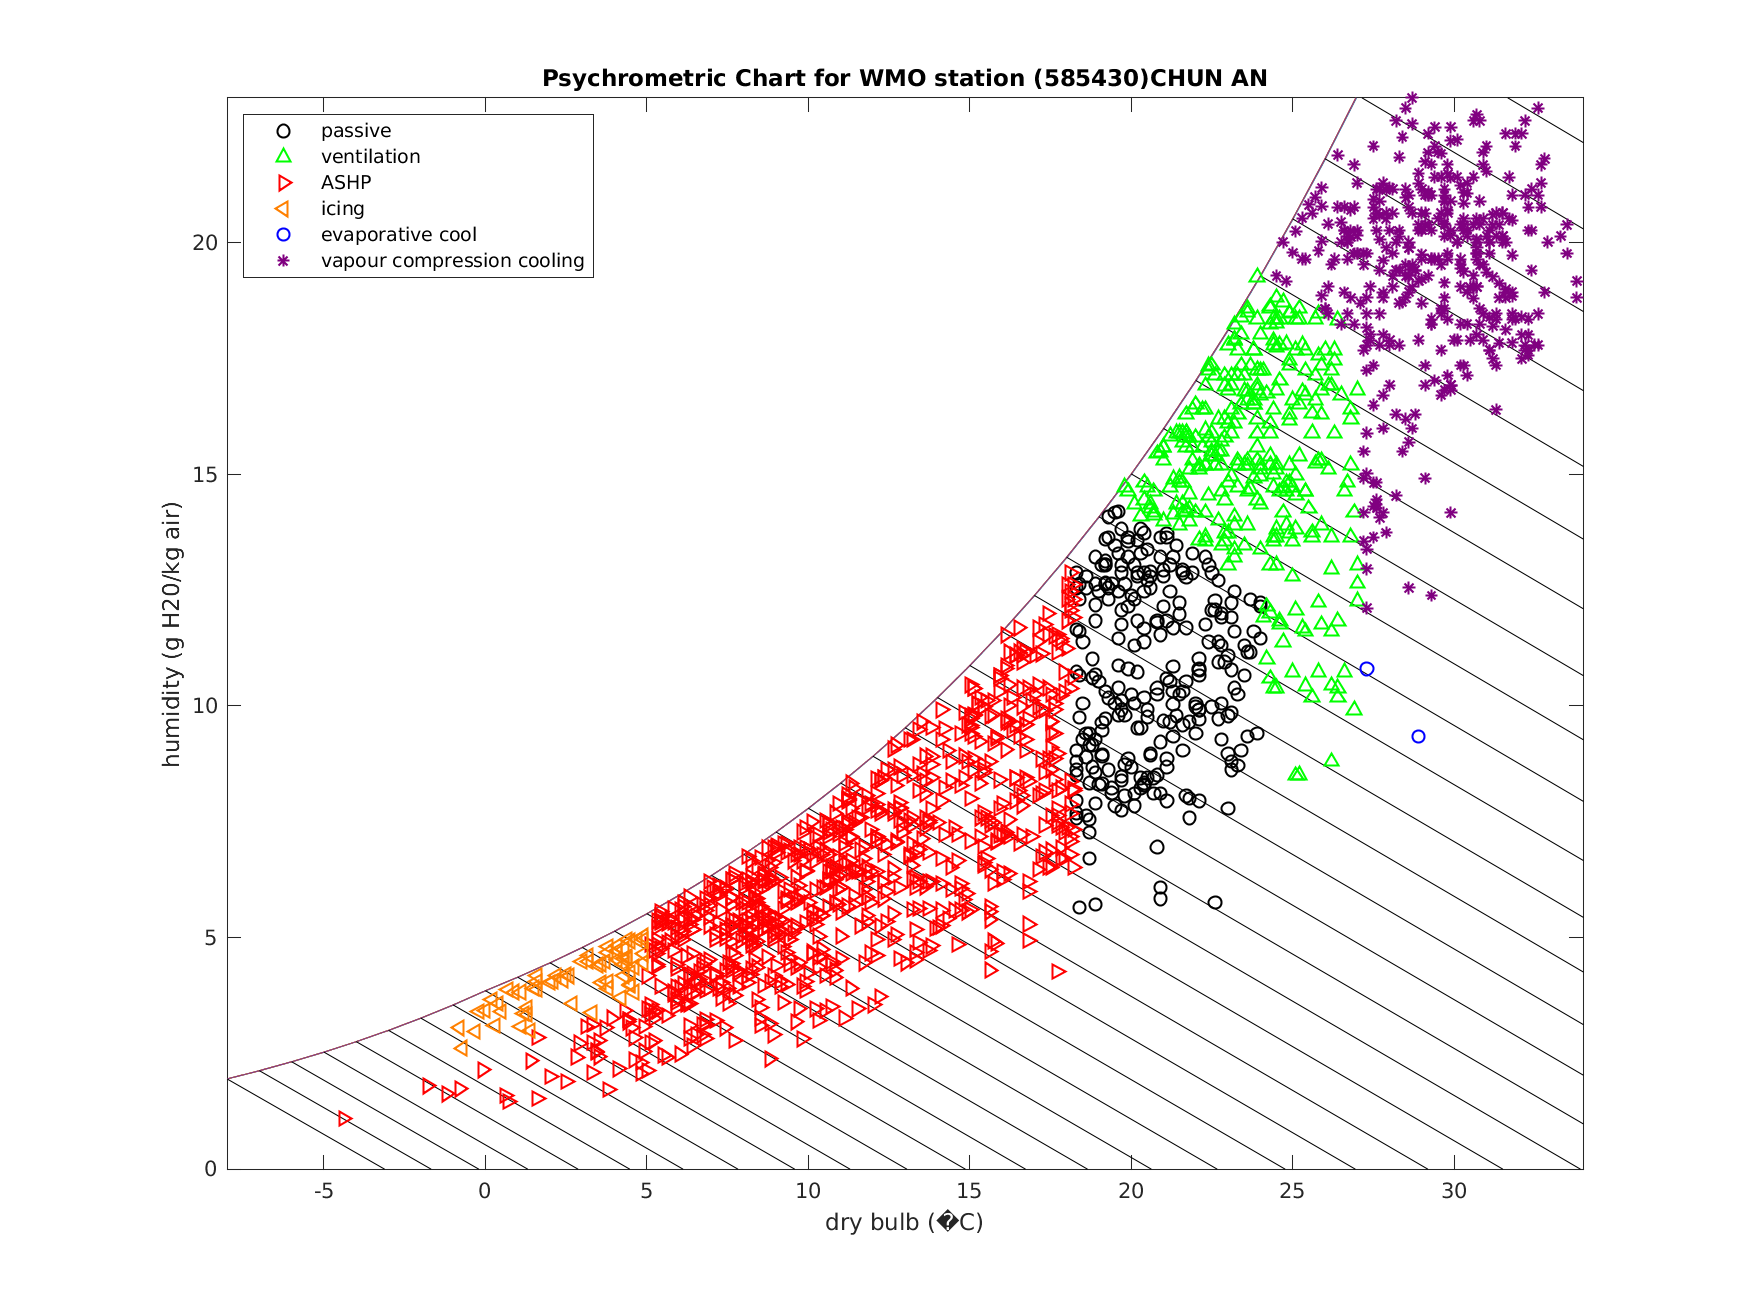 Psychrometric Chart for WMO station (585430)CHUN AN
passive
ventilation
ASHP
icing
evaporative cool
vapour compression cooling
humidity (g H20/kg air)
20
15
10
5
0
-5 0 5 10 15 20 25 30
dry bulb (�C)